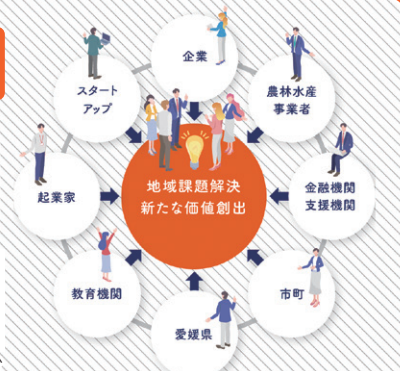 企業
スタート
アップ
農林水産
事業者
地域課題解決
新たな価値創出
起業家
金融機関
支援機関
教育機関
市町
愛媛県